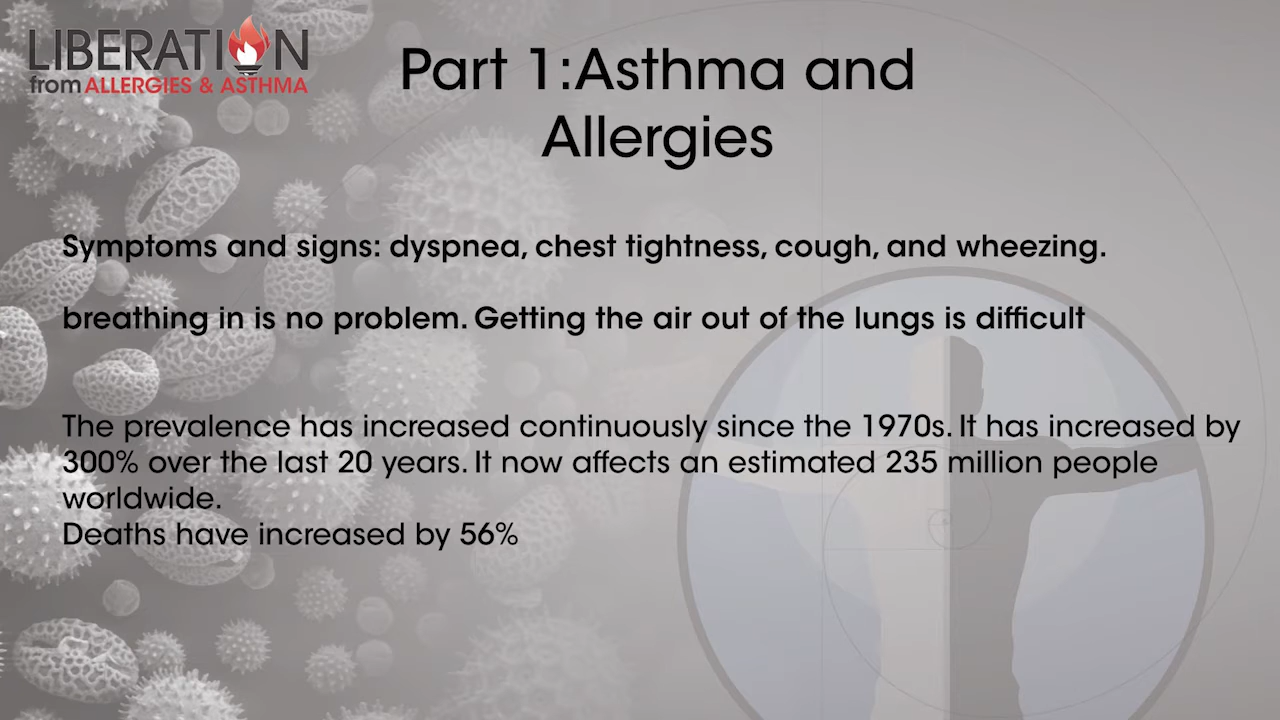 LIBERATION
from ALLERGIES & ASTHMA
Part 1:Asthma and
Allergies
Symptoms and signs: dyspnea, chest tightness, cough, and wheezing.
breathing in is no problem. Getting the air out of the lungs is difficult
The prevalence has increased continuously since the 1970s. It has increased by
300% over the last 20 years. It now affects an estimated 235 million people
worldwide.
Deaths have increased by 56%